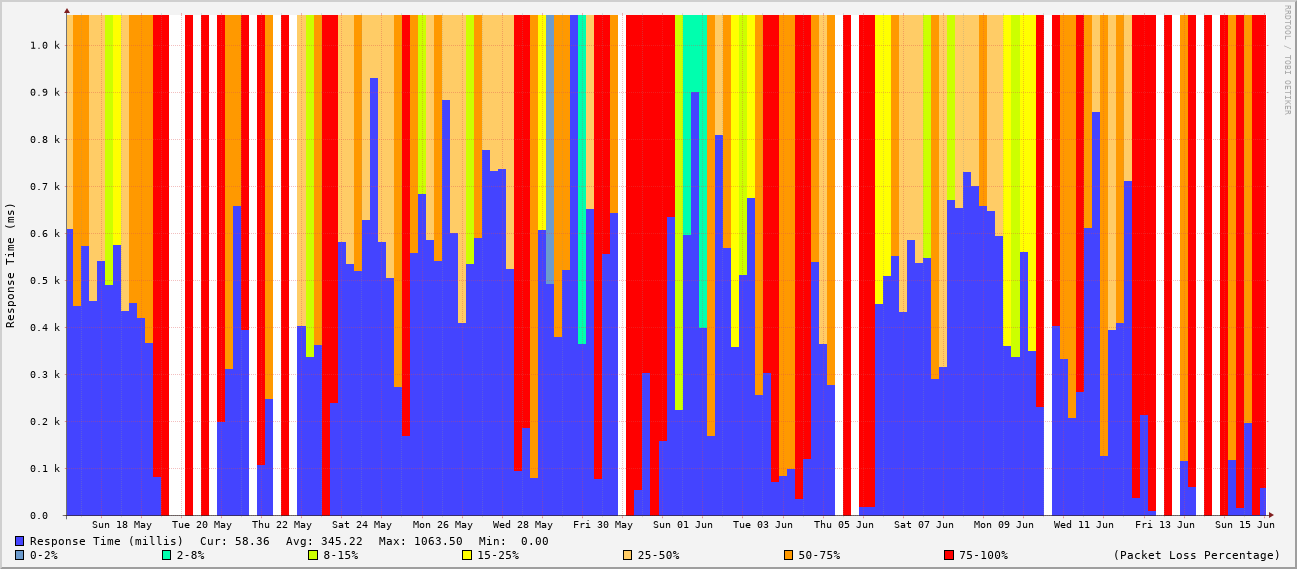 RRDTOOL / TOBI OETIKER
Response Time (ms)
1.0 k
0.9 k
0.8 k
0.7 k
0.6 k
0.5 k
0.4 k
0.3 k
0.2 k
0.1 k
0.0
Sun 18 May Tue 20 May Thu 22 May Sat 24 May Mon 26 May Wed 28 May Fri 30 May Sun 01 Jun Tue 03 Jun Thu 05 Jun Sat 07 Jun Mon 09 Jun Wed 11 Jun Fri 13 Jun Sun 15 Jun
Response Time (millis) Cur: 58.36 Avg: 345.22 Max: 1063.50 Min: 0.00
0-2% 2-8% 8-15% 15-25% 25-50% 50-75% 75-100% (Packet Loss Percentage)